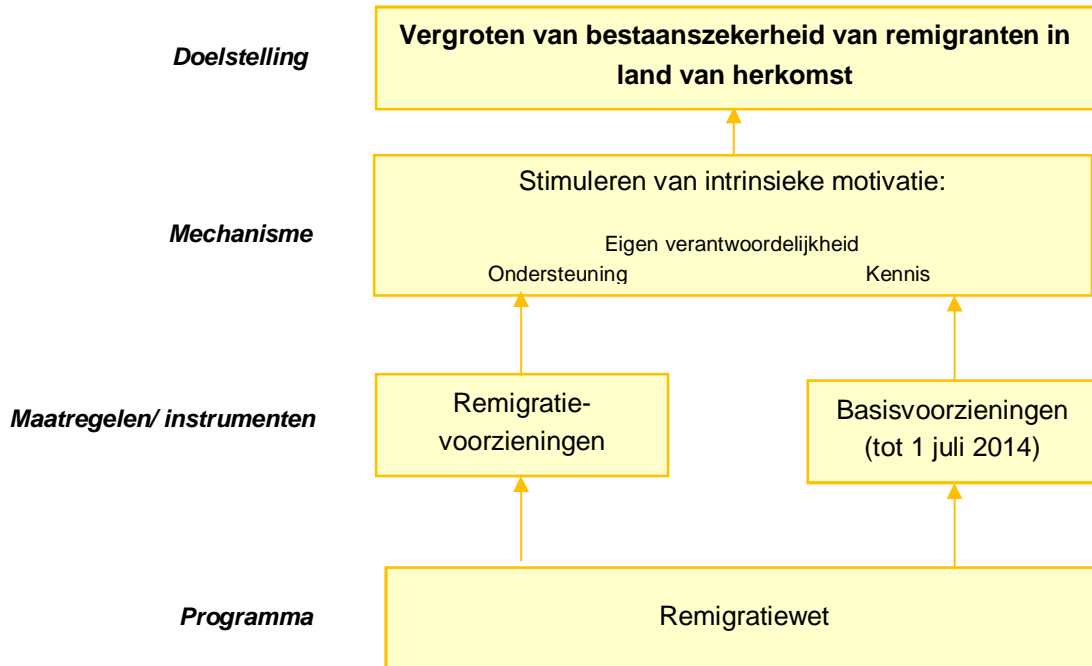 Doelstelling
Vergroten van bestaanszekerheid van remigranten in
land van herkomst
Mechanisme
Stimuleren van intrinsieke motivatie:
Eigen verantwoordelijkheid
Ondersteuning Kennis
Maatregelen/ instrumenten
Remigratie-
voorzieningen
Basisvoorzieningen
(tot 1 juli 2014)
Programma
Remigratiewet